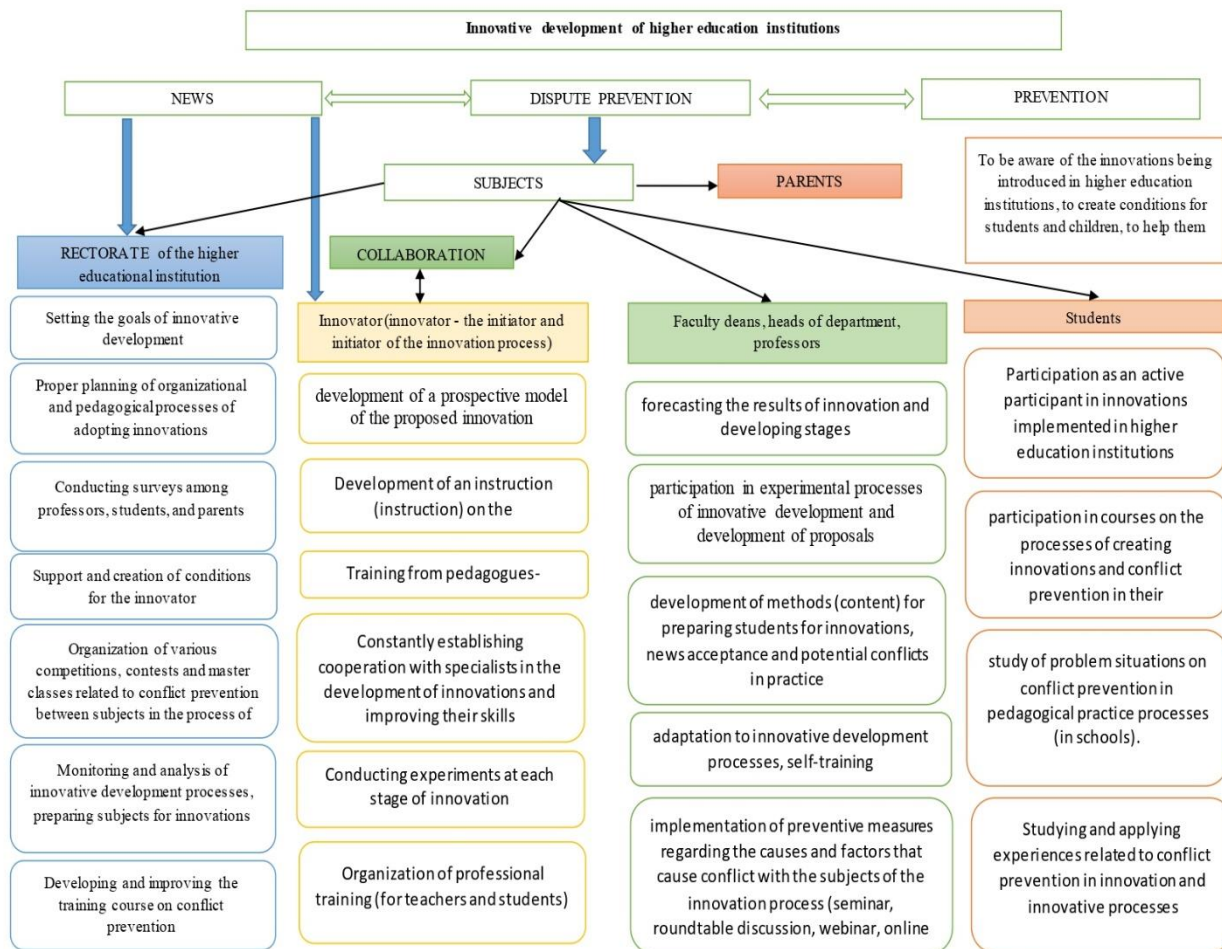 Innovative development of higher education institutions
NEWS
DISPUTE PREVENTION
PREVENTION
SUBJECTS
PARENTS
To be aware of the innovations being
introduced in higher education
institutions, to create conditions for
students and children, to help them
RECTORATE of the higher
educational institution
Setting the goals of innovative
development
Proper planning of organizational
and pedagogical processes of
adopting innovations
Conducting surveys among
professors, students, and parents
Support and creation of conditions
for the innovator
Organization of various
competitions, contests and master
classes related to conflict prevention
between subjects in the process of
Monitoring and analysis of
innovative development processes,
preparing subjects for innovations
Developing and improving the
training course on conflict
prevention
COLLABORATION
Innovator(innovator - the initiator and
initiator of the innovation process)
development of a prospective model
of the proposed innovation
Development of an instruction
(instruction) on the
Training from pedagogues-
Constantly establishing
cooperation with specialists in the
development of innovations and
improving their skills
Conducting experiments at each
stage of innovation
Organization of professional
training (for teachers and students)
Faculty deans, heads of department,
professors
forecasting the results of innovation and
developing stages
participation in experimental processes
of innovative development and
development of proposals
development of methods (content) for
preparing students for innovations,
news acceptance and potential conflicts
in practice
adaptation to innovative development
processes, self-training
implementation of preventive measures
regarding the causes and factors that
cause conflict with the subjects of the
innovation process (seminar,
roundtable discussion, webinar, online
Students
Participation as an active
participant in innovations
implemented in higher
education institutions
participation in courses on the
processes of creating
innovations and conflict
prevention in their
study of problem situations on
conflict prevention in
pedagogical practice processes
(in schools).
Studying and applying
experiences related to conflict
prevention in innovation and
innovative processes